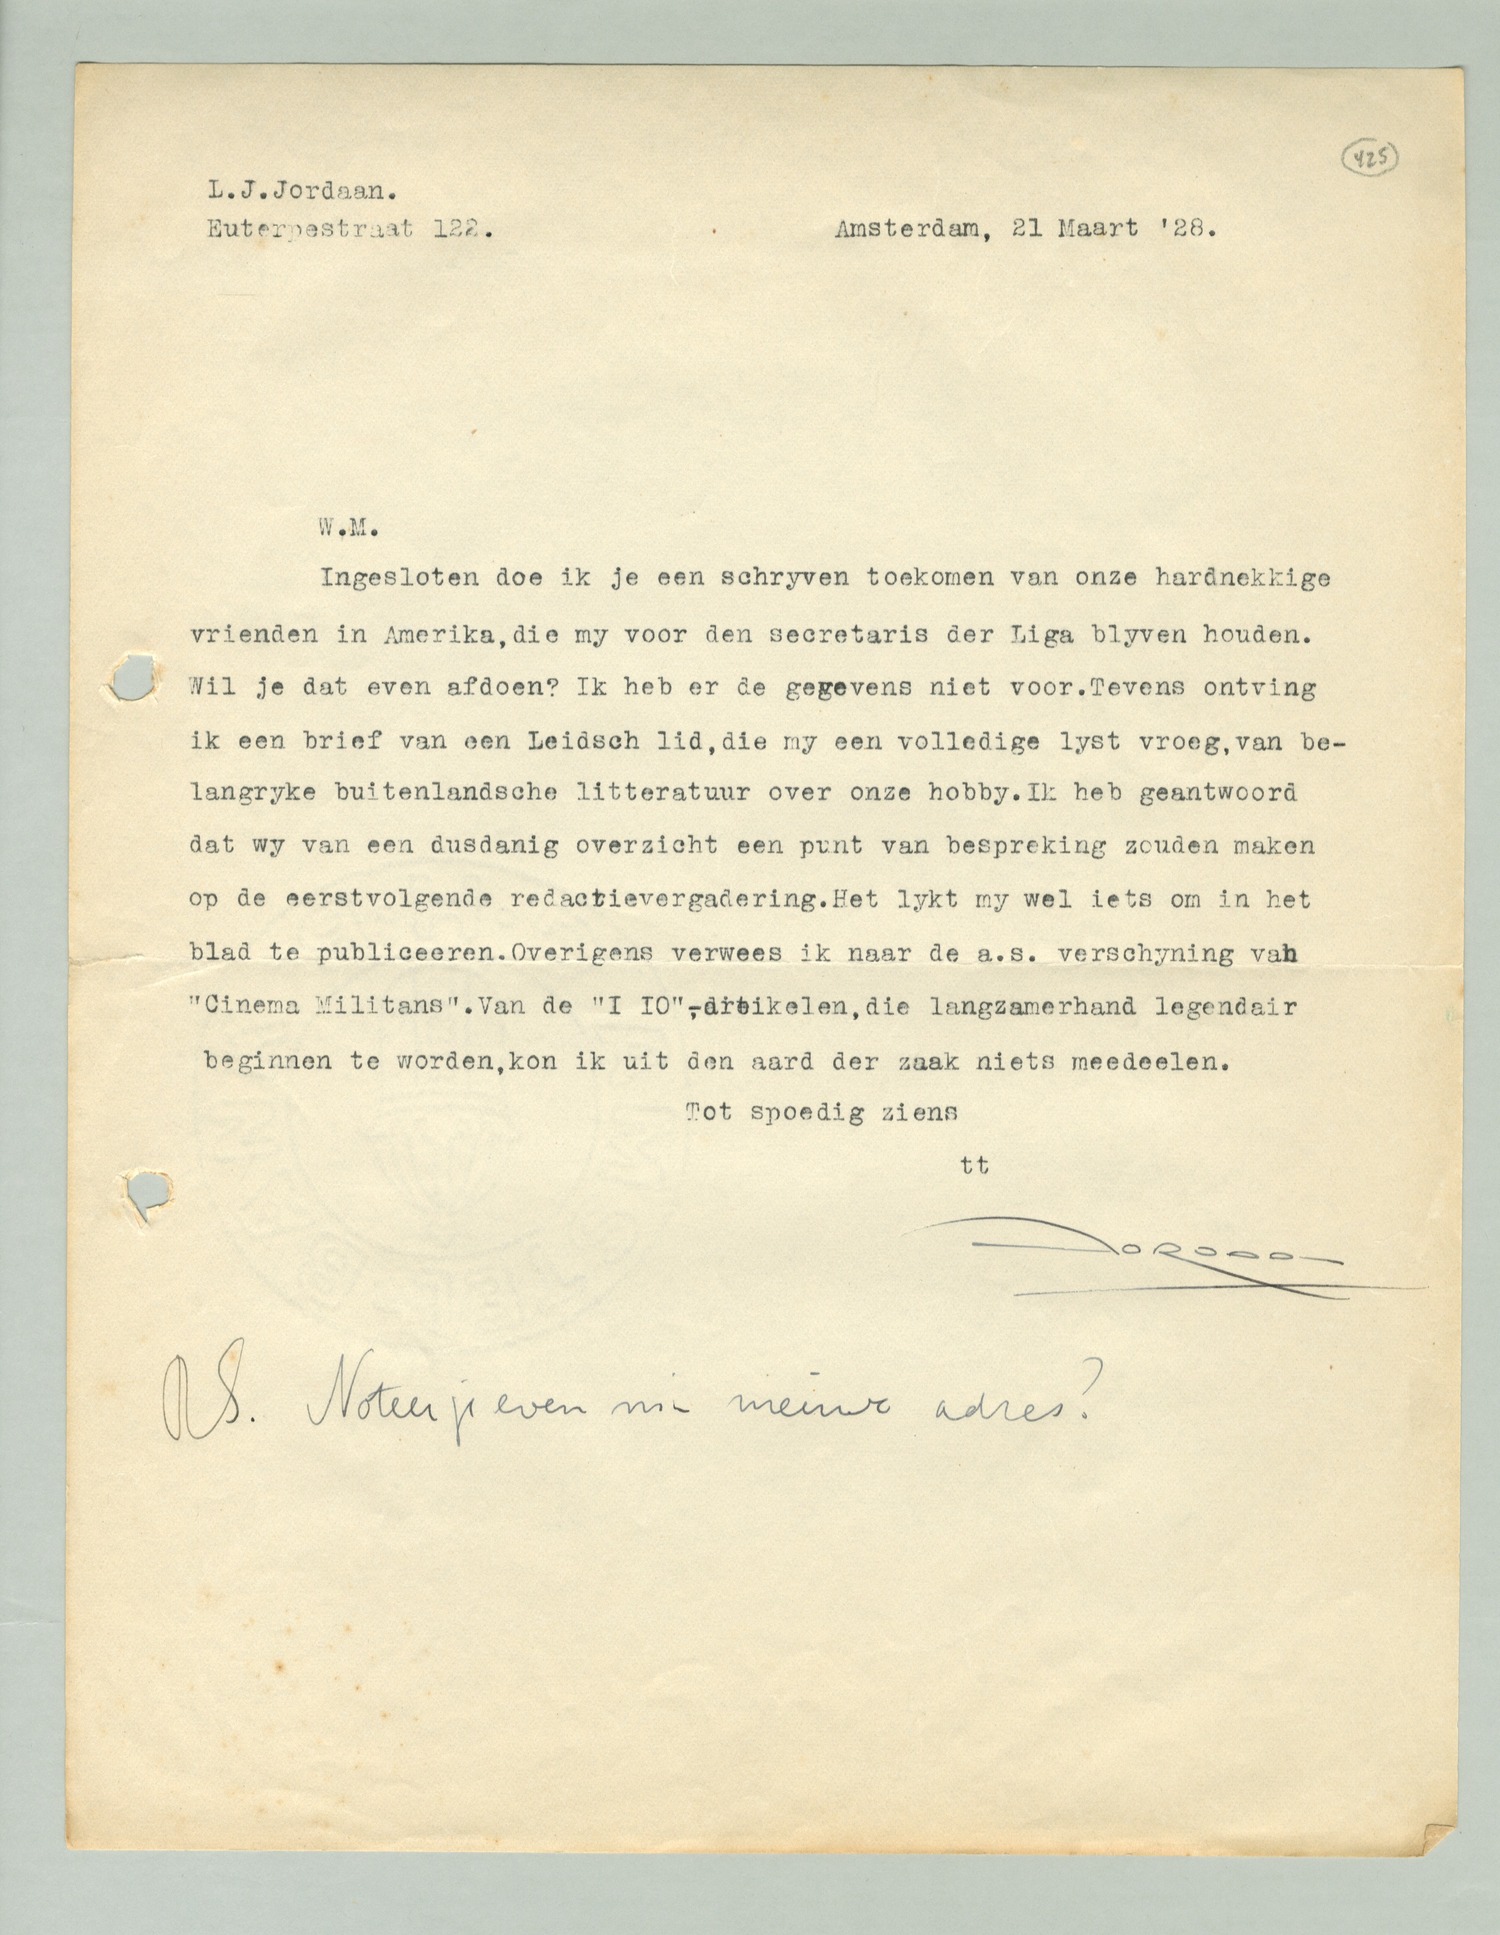 425
L.J.Jordaan.
Euterpestraat 122.
Amsterdam, 21 Maart '28.
W.M.
Ingesloten doe ik je een schryven toekomen van onze hardnekkige
vrienden in Amerika,die my voor den secretaris der Liga blyven houden.
Wil je dat even afdoen? Ik heb er de gegevens niet voor.Tevens ontving
ik een brief van een Leidsch lid,die my een volledige lyst vroeg,van be-
langryke buitenlandsche litteratuur over onze hobby.Ik heb geantwoord
dat wy van een dusdanig overzicht een punt van bespreking zouden maken
op de eerstvolgende redactievergadering.Het lykt my wel iets om in het
blad te publiceeren.Overigens verwees ik naar de a.s. verschyning van
"Cinema Militans".Van de "I IO"-artikelen,die langzamerhand legendair
beginnen te worden,kon ik uit den aard der zaak niets meedeelen.
Tot spoedig ziens
tt
Jordaan
P.S. Noteer je even min nieuwe adres?